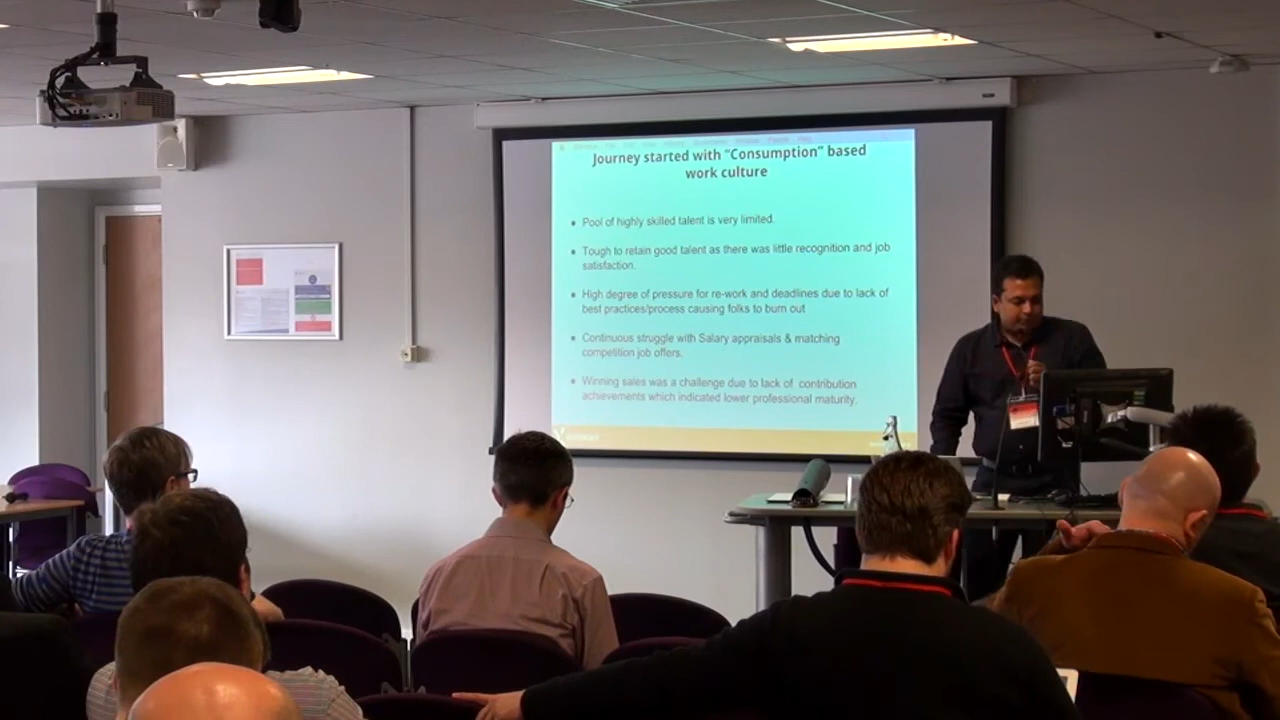 Journey started with “Consumption” based
work culture
● Pool of highly skilled talent is very limited.
● Tough to retain good talent as there was little recognition and job
satisfaction.
● High degree of pressure for re-work and deadlines due to lack of
best practices/process causing folks to burn out
● Continuous struggle with Salary appraisals & matching
competition job offers.
● Winning sales was a challenge due to lack of contribution
achievements which indicated lower professional maturity.